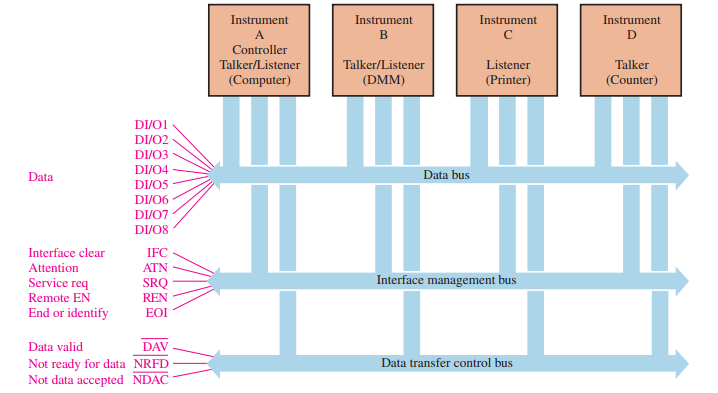 Instrument
A
Controller
Talker/Listener
(Computer)
Instrument
B
Talker/Listener
(DMM)
Instrument
C
Listener
(Printer)
Instrument
D
Talker
(Counter)
DI/O1
DI/O2
DI/O3
DI/O4
DI/O5
DI/O6
DI/O7
DI/O8
Data
Data bus
Interface clear IFC
Attention ATN
Service req SRQ
Remote EN REN
End or identify EOI
Interface management bus
Data valid D̅A̅V̅
Not ready for data N̅R̅F̅D̅
Not data accepted N̅D̅A̅C̅
Data transfer control bus